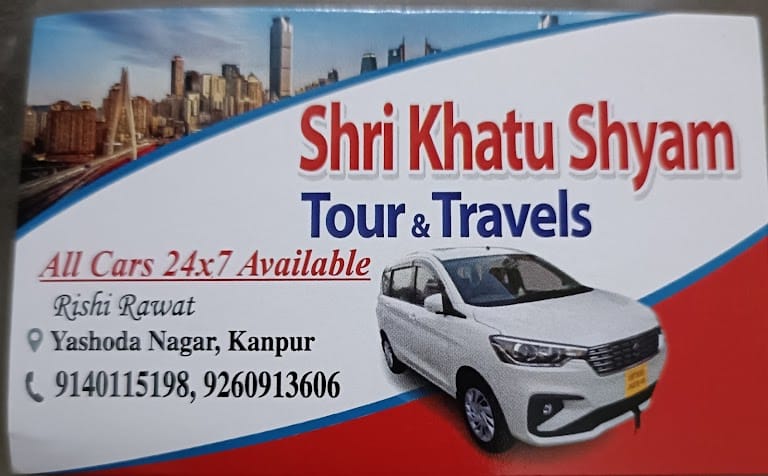 Shri Khatu Shyam
Tour & Travels
All Cars 24x7 Available
Rishi Rawat
Yashoda Nagar, Kanpur
9140115198, 9260913606